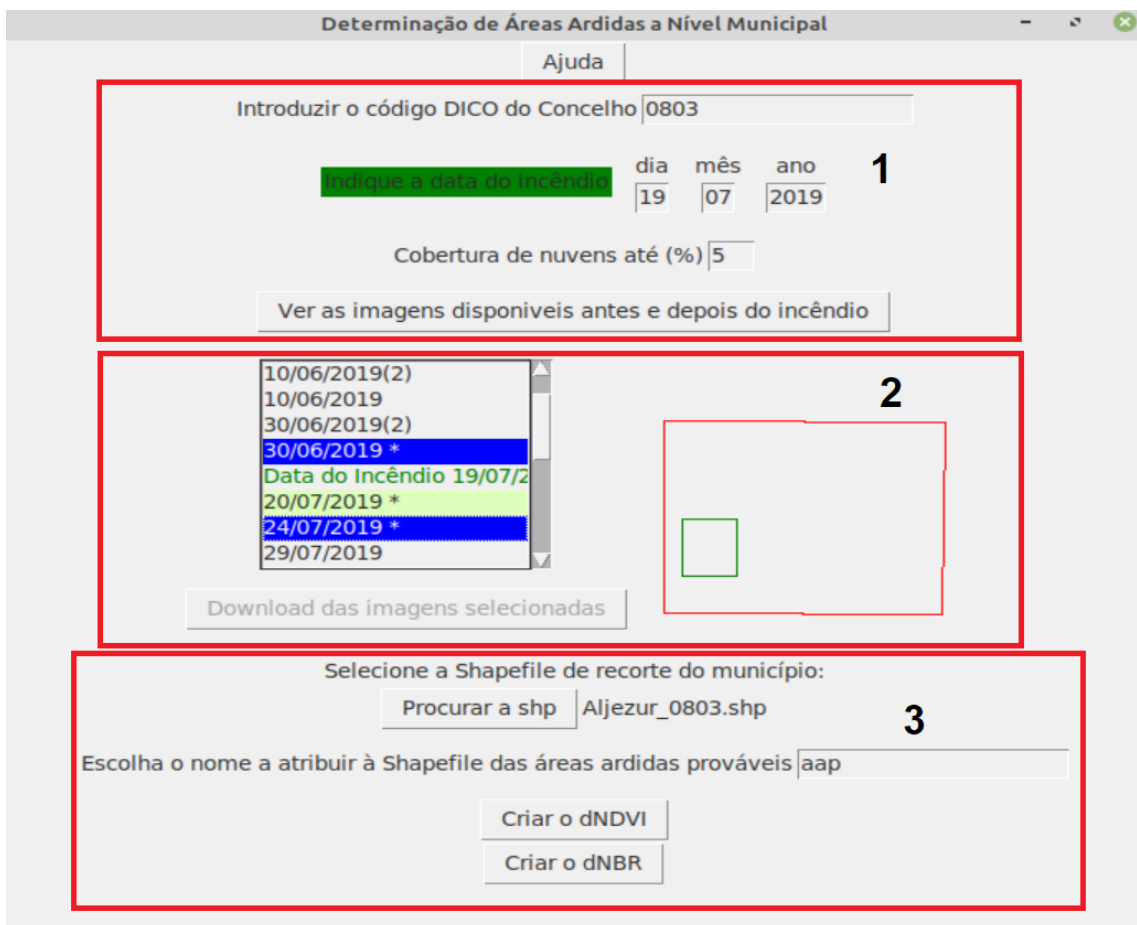 Determinação de Áreas Ardidas a Nível Municipal
Ajuda
Introduzir o código DICO do Concelho 0803
dia mês ano
Indique a data do incêndio 19 07 2019
1
Cobertura de nuvens até (%) 5
Ver as imagens disponiveis antes e depois do incêndio
10/06/2019(2)
10/06/2019
30/06/2019(2)
30/06/2019 *
Data do Incêndio 19/07/2
20/07/2019 *
24/07/2019 *
29/07/2019
2
Download das imagens selecionadas
Selecione a Shapefile de recorte do município:
Procurar a shp Aljezur_0803.shp
3
Escolha o nome a atribuir à Shapefile das áreas ardidas prováveis aap
Criar o dNDVI
Criar o dNBR